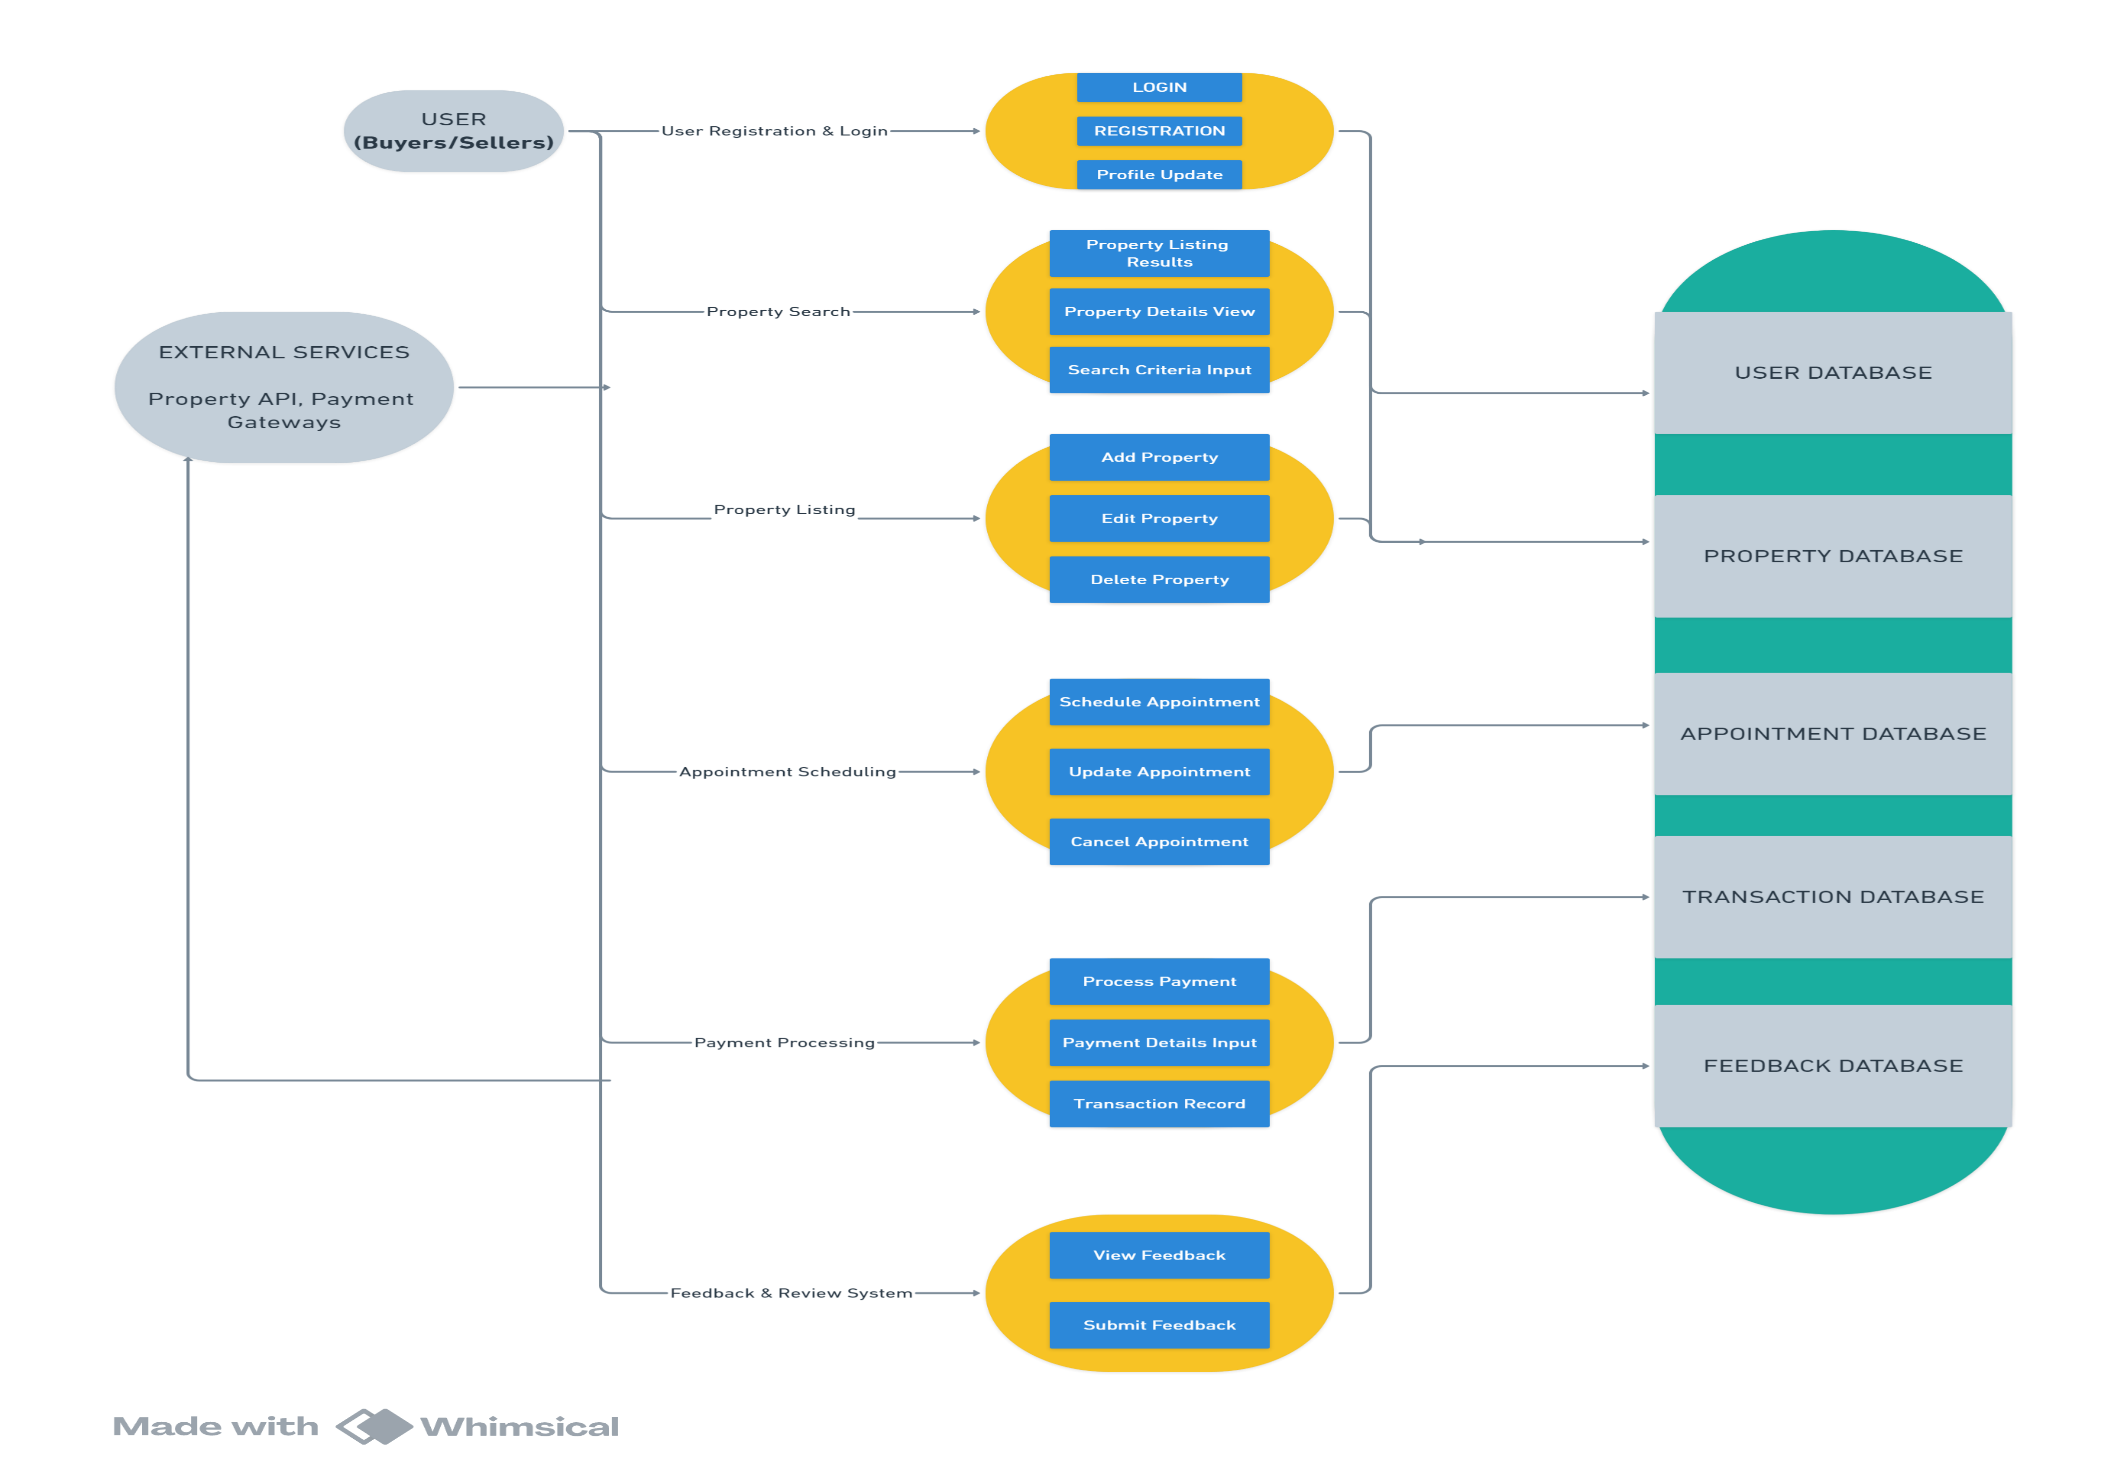 USER
(Buyers/Sellers)
EXTERNAL SERVICES
Property API, Payment
Gateways
User Registration & Login
Property Search
Property Listing
Appointment Scheduling
Payment Processing
Feedback & Review System
LOGIN
REGISTRATION
Profile Update
Property Listing
Results
Property Details View
Search Criteria Input
Add Property
Edit Property
Delete Property
Schedule Appointment
Update Appointment
Cancel Appointment
Process Payment
Payment Details Input
Transaction Record
View Feedback
Submit Feedback
USER DATABASE
PROPERTY DATABASE
APPOINTMENT DATABASE
TRANSACTION DATABASE
FEEDBACK DATABASE
Made with Whimsical